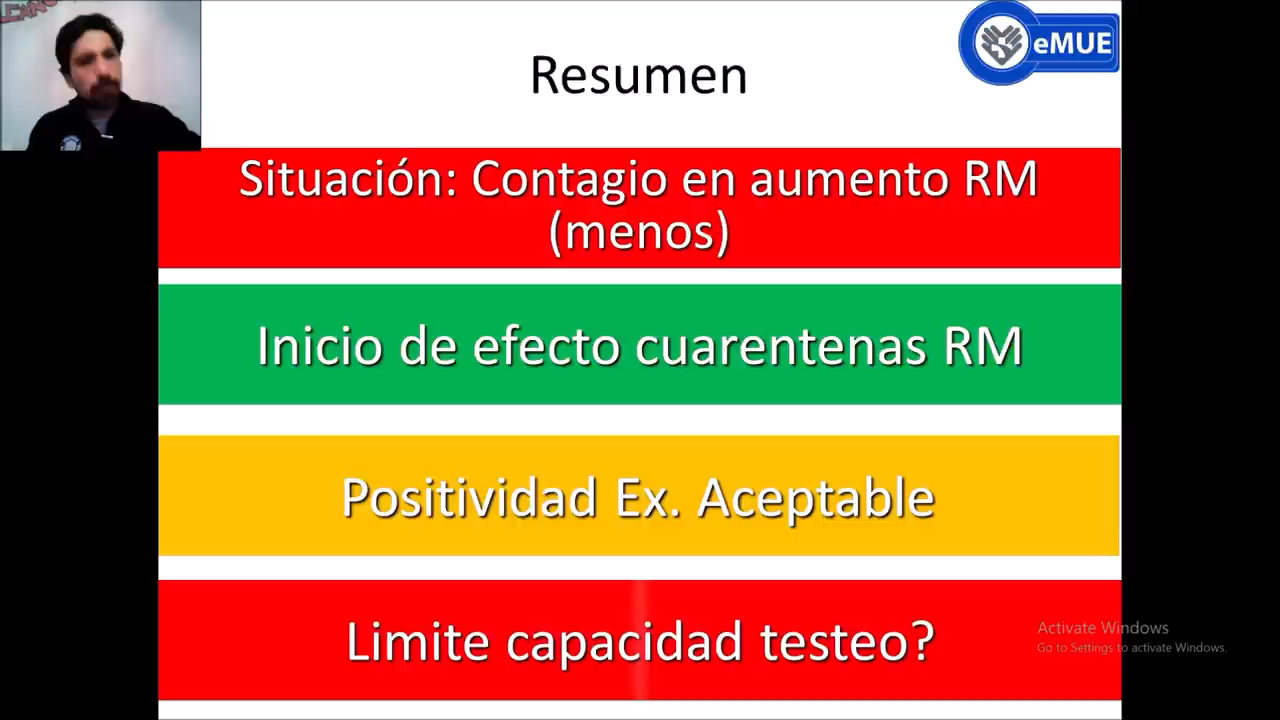 Resumen
eMUE
Situación: Contagio en aumento RM
(menos)
Inicio de efecto cuarentenas RM
Positividad Ex. Aceptable
Limite capacidad testeo?
Activate Windows
Go to Settings to activate Windows.